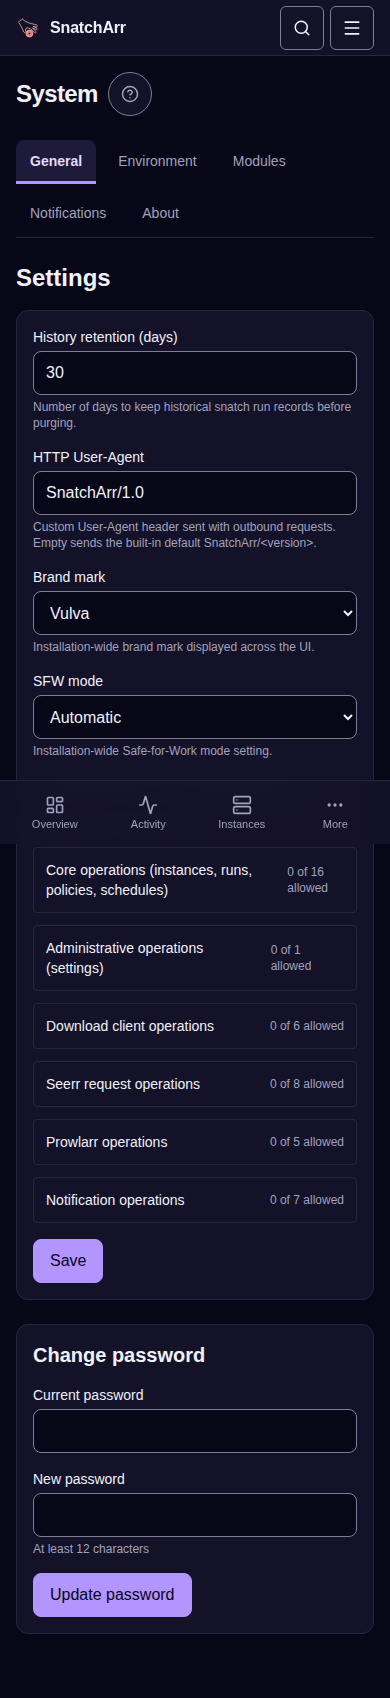 SnatchArr
System
General
Environment
Modules
Notifications
About
Settings
History retention (days)
30
Number of days to keep historical snatch run records before
purging.
HTTP User-Agent
SnatchArr/1.0
Custom User-Agent header sent with outbound requests.
Empty sends the built-in default SnatchArr/<version>.
Brand mark
Vulva
Installation-wide brand mark displayed across the UI.
SFW mode
Automatic
Installation-wide Safe-for-Work mode setting.
Overview
Activity
Instances
More
Core operations (instances, runs,
policies, schedules)
0 of 16
allowed
Administrative operations
(settings)
0 of 1
allowed
Download client operations
0 of 6 allowed
Seerr request operations
0 of 8 allowed
Prowlarr operations
0 of 5 allowed
Notification operations
0 of 7 allowed
Save
Change password
Current password
New password
At least 12 characters
Update password